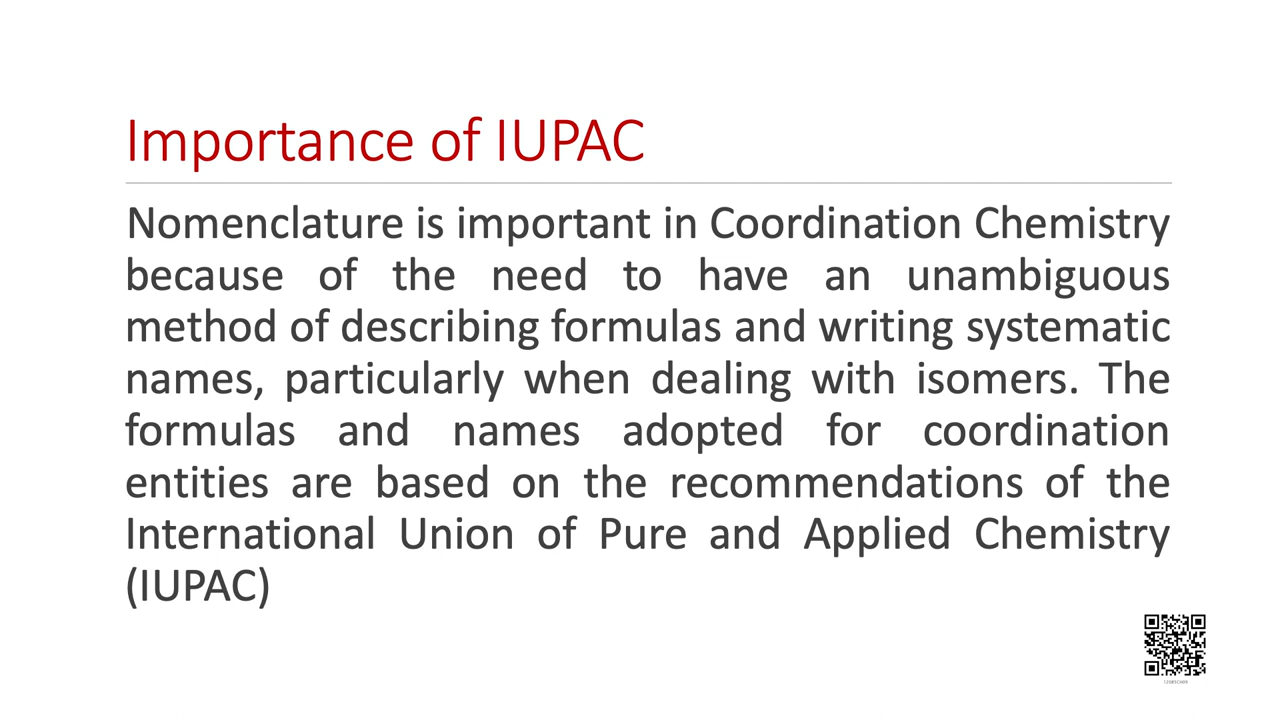 Importance of IUPAC
Nomenclature is important in Coordination Chemistry
because of the need to have an unambiguous
method of describing formulas and writing systematic
names, particularly when dealing with isomers. The
formulas and names adopted for coordination
entities are based on the recommendations of the
International Union of Pure and Applied Chemistry
(IUPAC)